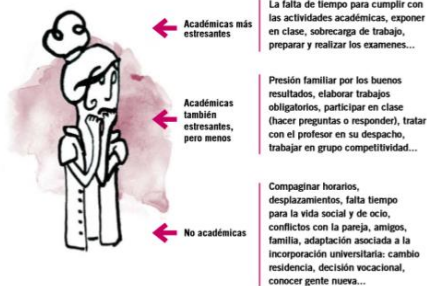 Académicas más
estresantes
La falta de tiempo para cumplir con
las actividades académicas, exponer
en clase, sobrecarga de trabajo,
preparar y realizar los examenes...
Académicas
también
estresantes,
pero menos
Presión familiar por los buenos
resultados, elaborar trabajos
obligatorios, participar en clase
(hacer preguntas o responder), tratar
con el profesor en su despacho,
trabajar en grupo competitividad...
No académicas
Compaginar horarios,
desplazamientos, falta tiempo
para la vida social y de ocio,
conflictos con la pareja, amigos,
familia, adaptación asociada a la
incorporación universitaria: cambio
residencia, decisión vocacional,
conocer gente nueva...